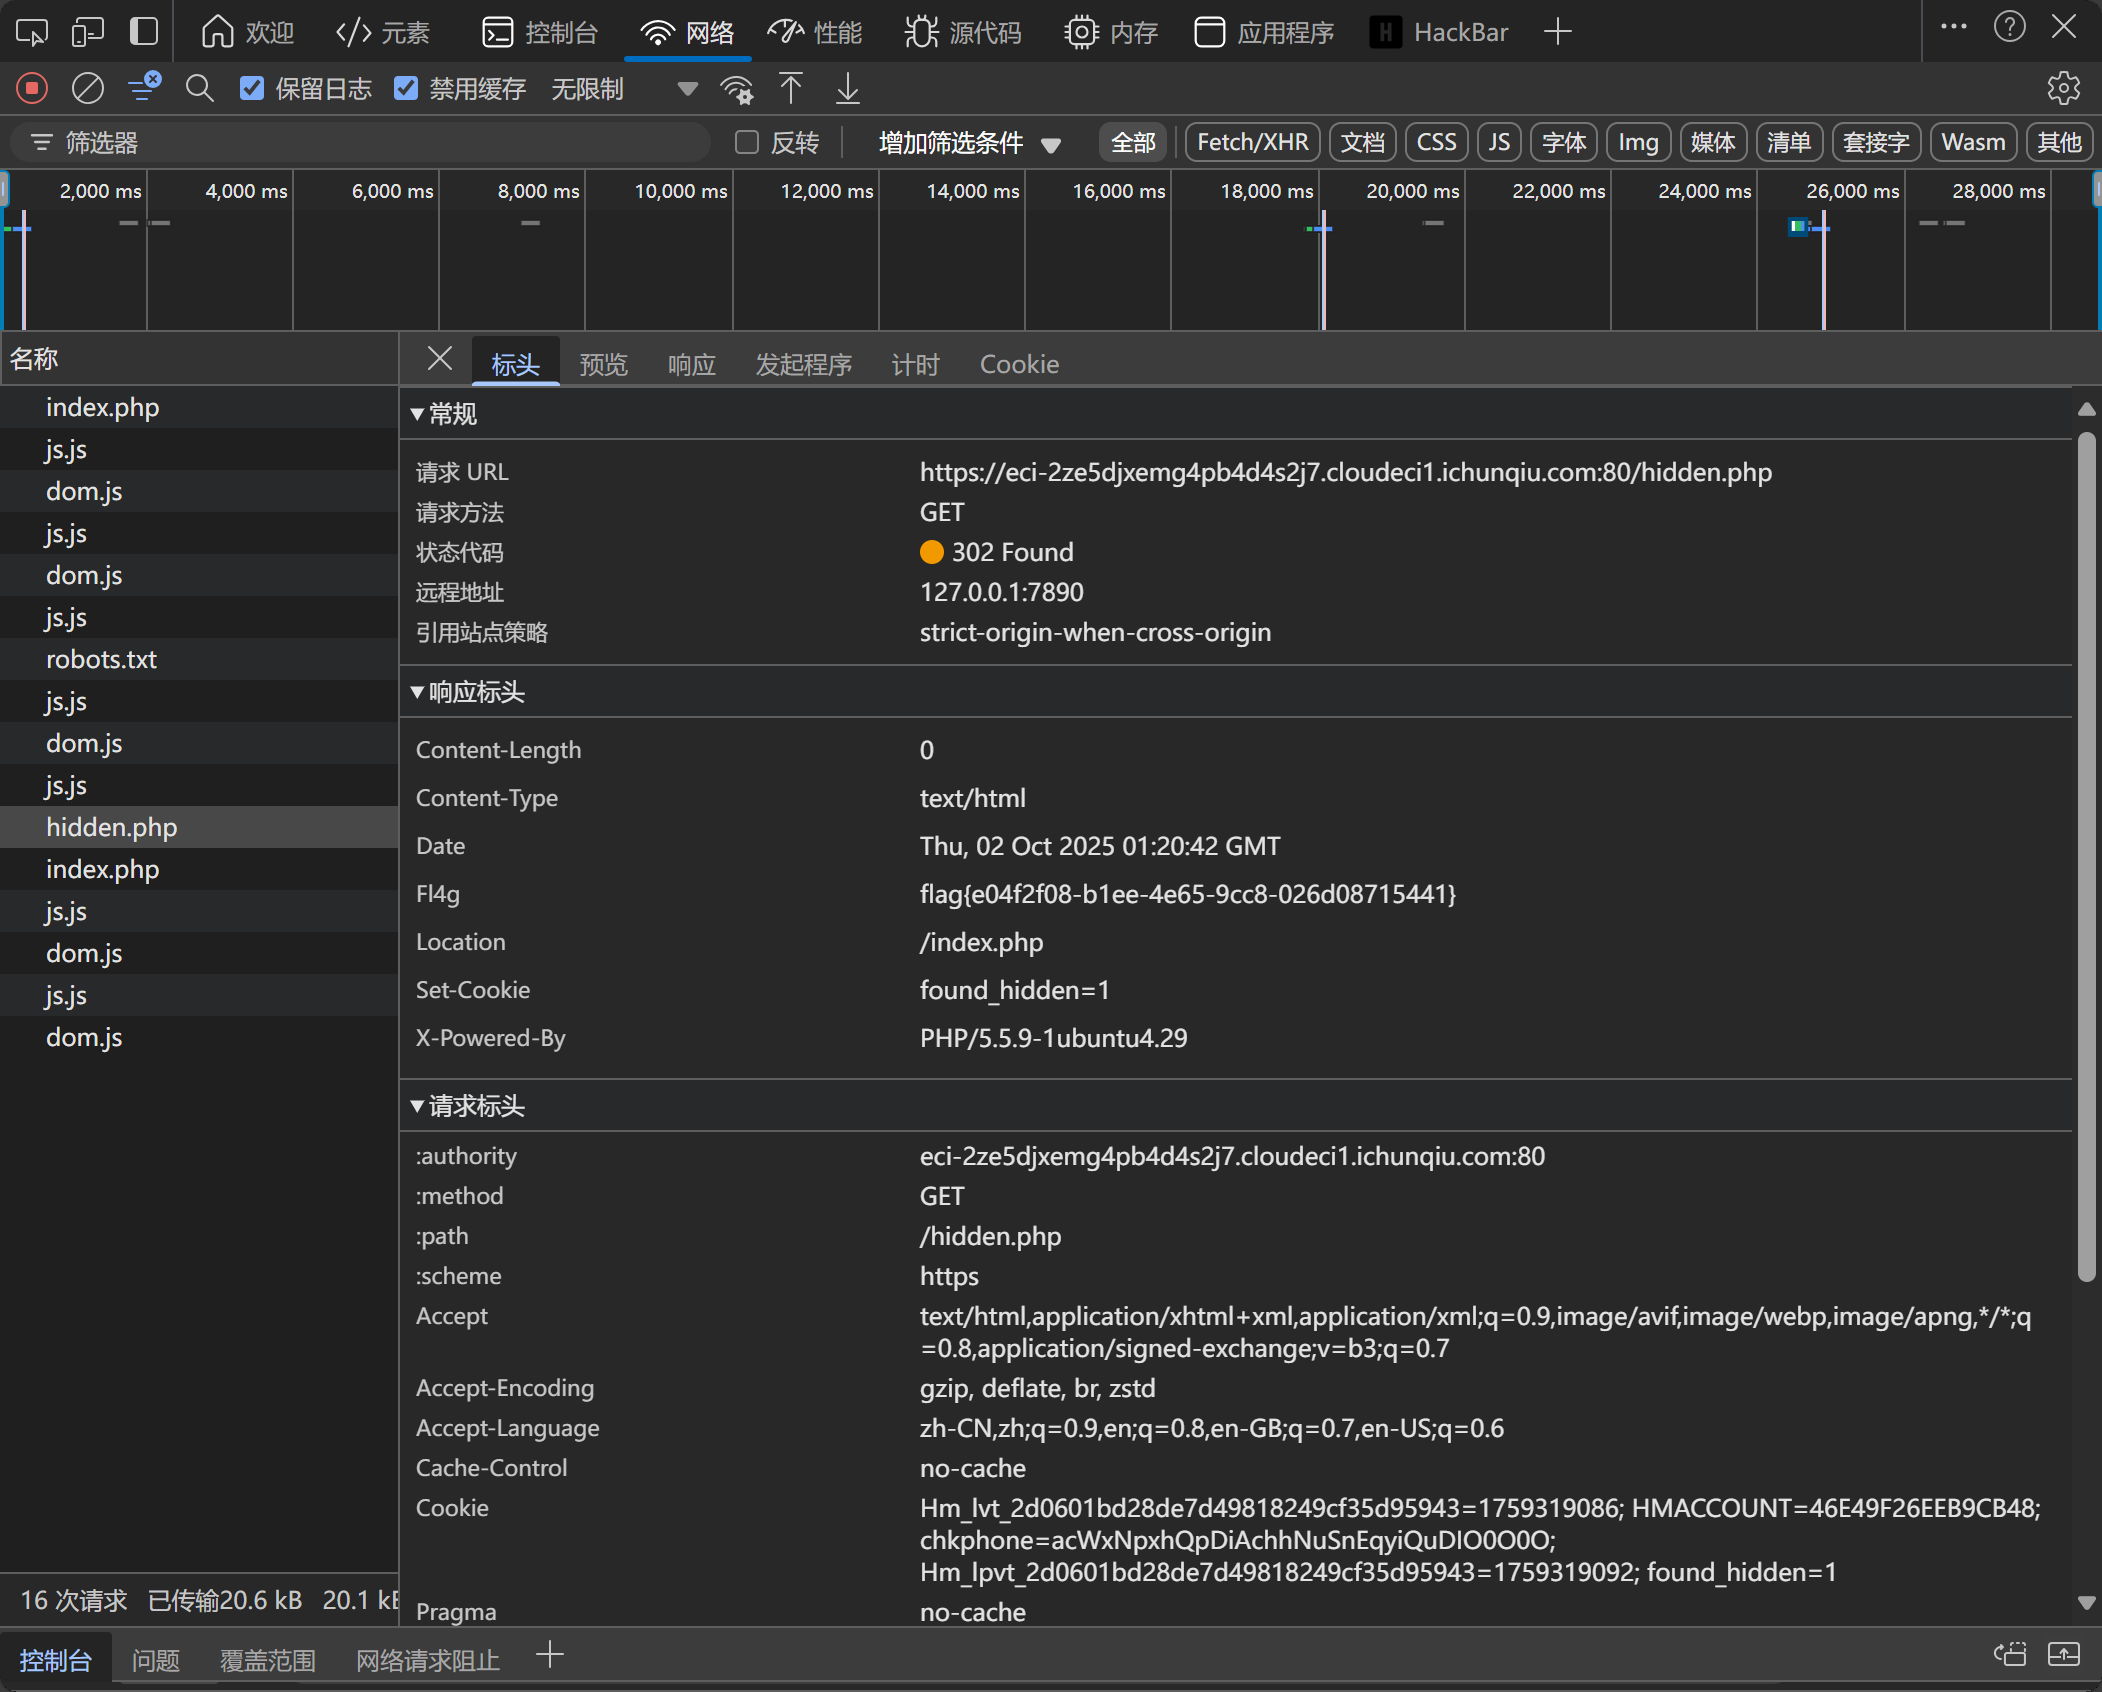 欢迎 元素 控制台 网络 性能 源代码 内存 应用程序 HackBar
保留日志 禁用缓存 无限制
筛选器 反转 增加筛选条件 全部 Fetch/XHR 文档 CSS JS 字体 Img 媒体 清单 套接字 Wasm 其他
2,000 ms 4,000 ms 6,000 ms 8,000 ms 10,000 ms 12,000 ms 14,000 ms 16,000 ms 18,000 ms 20,000 ms 22,000 ms 24,000 ms 26,000 ms 28,000 ms
名称
index.php
js.js
dom.js
js.js
dom.js
js.js
robots.txt
js.js
dom.js
js.js
hidden.php
index.php
js.js
dom.js
js.js
dom.js
16 次请求 已传输20.6 kB 20.1 kB
标头 预览 响应 发起程序 计时 Cookie
常规
请求 URL https://eci-2ze5djxemg4pb4d4s2j7.cloudeci1.ichunqiu.com:80/hidden.php
请求方法 GET
状态代码 302 Found
远程地址 127.0.0.1:7890
引用站点策略 strict-origin-when-cross-origin
响应标头
Content-Length 0
Content-Type text/html
Date Thu, 02 Oct 2025 01:20:42 GMT
Fl4g flag{e04f2f08-b1ee-4e65-9cc8-026d08715441}
Location /index.php
Set-Cookie found_hidden=1
X-Powered-By PHP/5.5.9-1ubuntu4.29
请求标头
:authority eci-2ze5djxemg4pb4d4s2j7.cloudeci1.ichunqiu.com:80
:method GET
:path /hidden.php
:scheme https
Accept text/html,application/xhtml+xml,application/xml;q=0.9,image/avif,image/webp,image/apng,*/*;q
=0.8,application/signed-exchange;v=b3;q=0.7
Accept-Encoding gzip, deflate, br, zstd
Accept-Language zh-CN,zh;q=0.9,en;q=0.8,en-GB;q=0.7,en-US;q=0.6
Cache-Control no-cache
Cookie Hm_lvt_2d0601bd28de7d49818249cf35d95943=1759319086; HMACCOUNT=46E49F26EEB9CB48;
chkphone=acWxNpxhQpDiAchhNuSnEqyiQuDIO0O0O;
Hm_lpvt_2d0601bd28de7d49818249cf35d95943=1759319092; found_hidden=1
Pragma no-cache
控制台 问题 覆盖范围 网络请求阻止